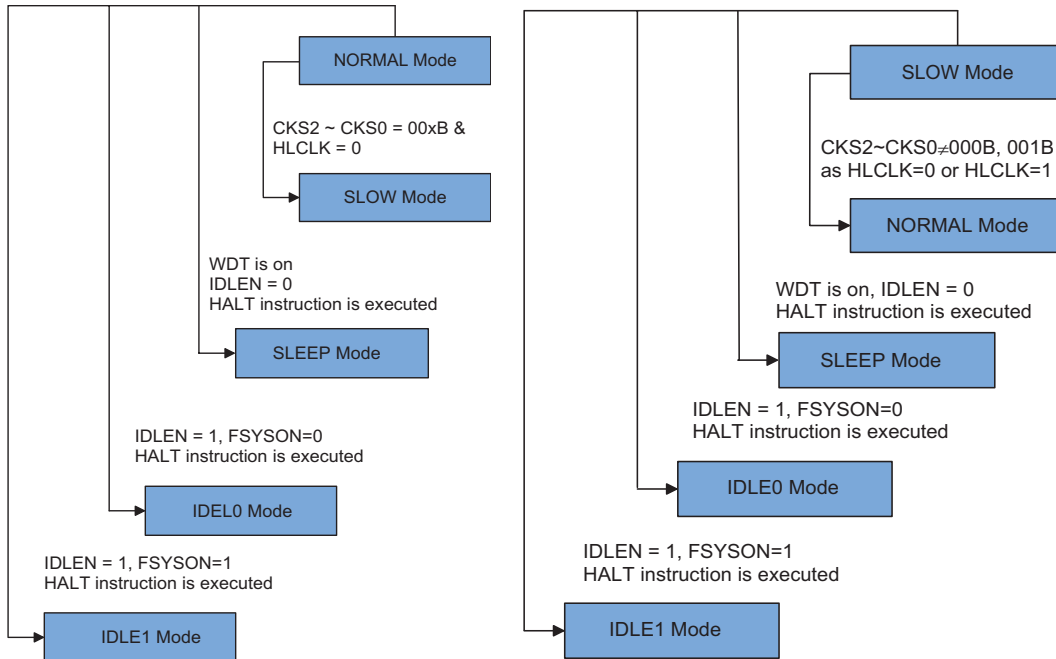 NORMAL Mode
CKS2 ~ CKS0 = 00xB &
HLCLK = 0
SLOW Mode
WDT is on
IDLEN = 0
HALT instruction is executed
SLEEP Mode
IDLEN = 1, FSYSON=0
HALT instruction is executed
IDEL0 Mode
IDLEN = 1, FSYSON=1
HALT instruction is executed
IDLE1 Mode
SLOW Mode
CKS2~CKS0≠000B, 001B
as HLCLK=0 or HLCLK=1
NORMAL Mode
WDT is on, IDLEN = 0
HALT instruction is executed
SLEEP Mode
IDLEN = 1, FSYSON=0
HALT instruction is executed
IDLE0 Mode
IDLEN = 1, FSYSON=1
HALT instruction is executed
IDLE1 Mode